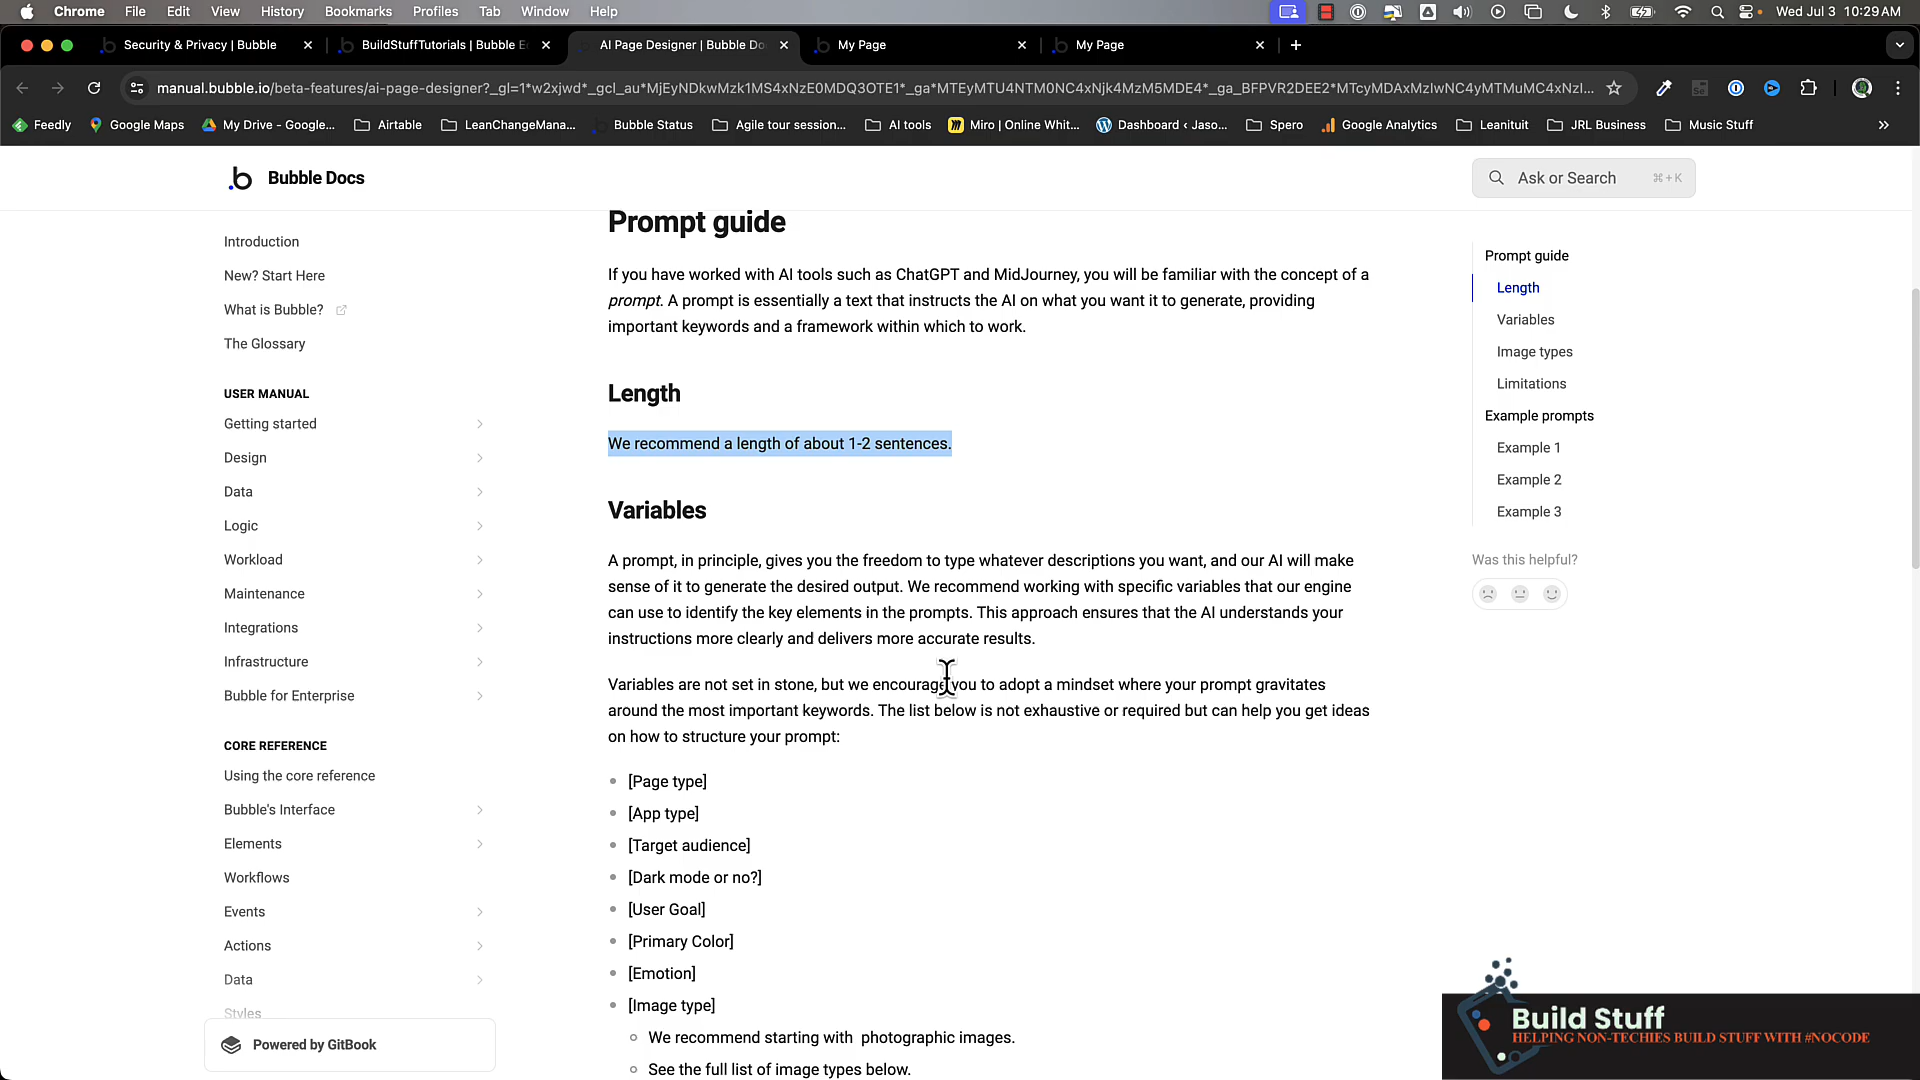 Chrome File Edit View History Bookmarks Profiles Tab Window Help Wed Jul 3 10:29 AM
Security & Privacy | Bubble
BuildStuffTutorials | Bubble E
AI Page Designer | Bubble Do
My Page
My Page
manual.bubble.io/beta-features/ai-page-designer?_gl=1*w2xjwd*_gcl_au*MjEyNDkwMzk1MS4xNzE0MDQ3OTE1*_ga*MTEyMTU4NTM0NC4xNjk4MzM5MDE4*_ga_BFPVR2DEE2*MTcyMDAxMzIwNC4yMTMuMC4xNzI...
Feedly Google Maps My Drive - Google... Airtable LeanChangeMana... Bubble Status Agile tour session... AI tools Miro | Online Whit... Dashboard ‹ Jaso... Spero Google Analytics Leanituit JRL Business Music Stuff
Bubble Docs
Ask or Search ⌘+K
Introduction
New? Start Here
What is Bubble?
The Glossary
USER MANUAL
Getting started
Design
Data
Logic
Workload
Maintenance
Integrations
Infrastructure
Bubble for Enterprise
CORE REFERENCE
Using the core reference
Bubble's Interface
Elements
Workflows
Events
Actions
Data
Styles
Powered by GitBook
Prompt guide
If you have worked with AI tools such as ChatGPT and MidJourney, you will be familiar with the concept of a
prompt. A prompt is essentially a text that instructs the AI on what you want it to generate, providing
important keywords and a framework within which to work.
Length
We recommend a length of about 1-2 sentences.
Variables
A prompt, in principle, gives you the freedom to type whatever descriptions you want, and our AI will make
sense of it to generate the desired output. We recommend working with specific variables that our engine
can use to identify the key elements in the prompts. This approach ensures that the AI understands your
instructions more clearly and delivers more accurate results.
Variables are not set in stone, but we encourage you to adopt a mindset where your prompt gravitates
around the most important keywords. The list below is not exhaustive or required but can help you get ideas
on how to structure your prompt:
[Page type]
[App type]
[Target audience]
[Dark mode or no?]
[User Goal]
[Primary Color]
[Emotion]
[Image type]
We recommend starting with photographic images.
See the full list of image types below.
Prompt guide
Length
Variables
Image types
Limitations
Example prompts
Example 1
Example 2
Example 3
Was this helpful?
Build Stuff
HELPING NON-TECHIES BUILD STUFF WITH #NOCODE